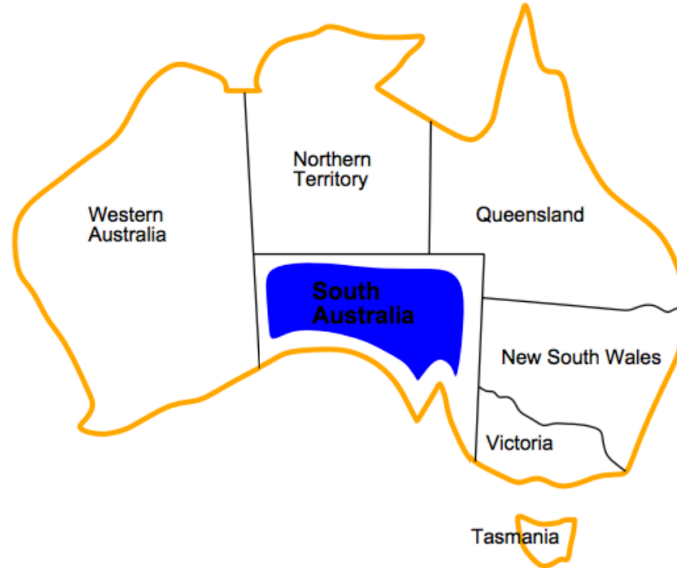 Northern
Territory
Western
Australia
Queensland
South
Australia
New South Wales
Victoria
Tasmania